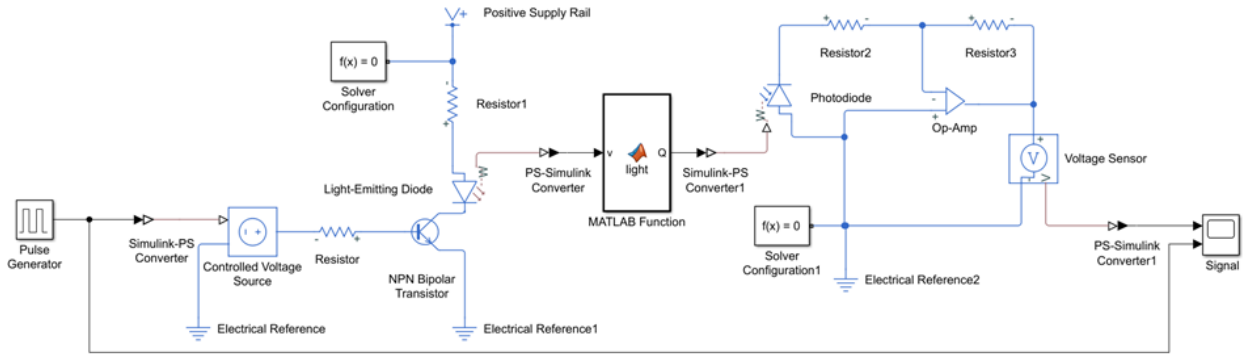 Positive Supply Rail
f(x) = 0
Solver
Configuration
-
Resistor1
+
Light-Emitting Diode
W
PS-Simulink
Converter
v
light
Q
MATLAB Function
Simulink-PS
Converter1
W
Photodiode
+
-
Resistor2
+
-
Resistor3
-
+
Op-Amp
+
V
-
V
Voltage Sensor
Pulse
Generator
Simulink-PS
Converter
- +
Controlled Voltage
Source
-
+
Resistor
NPN Bipolar
Transistor
Electrical Reference
Electrical Reference1
f(x) = 0
Solver
Configuration1
Electrical Reference2
PS-Simulink
Converter1
Signal